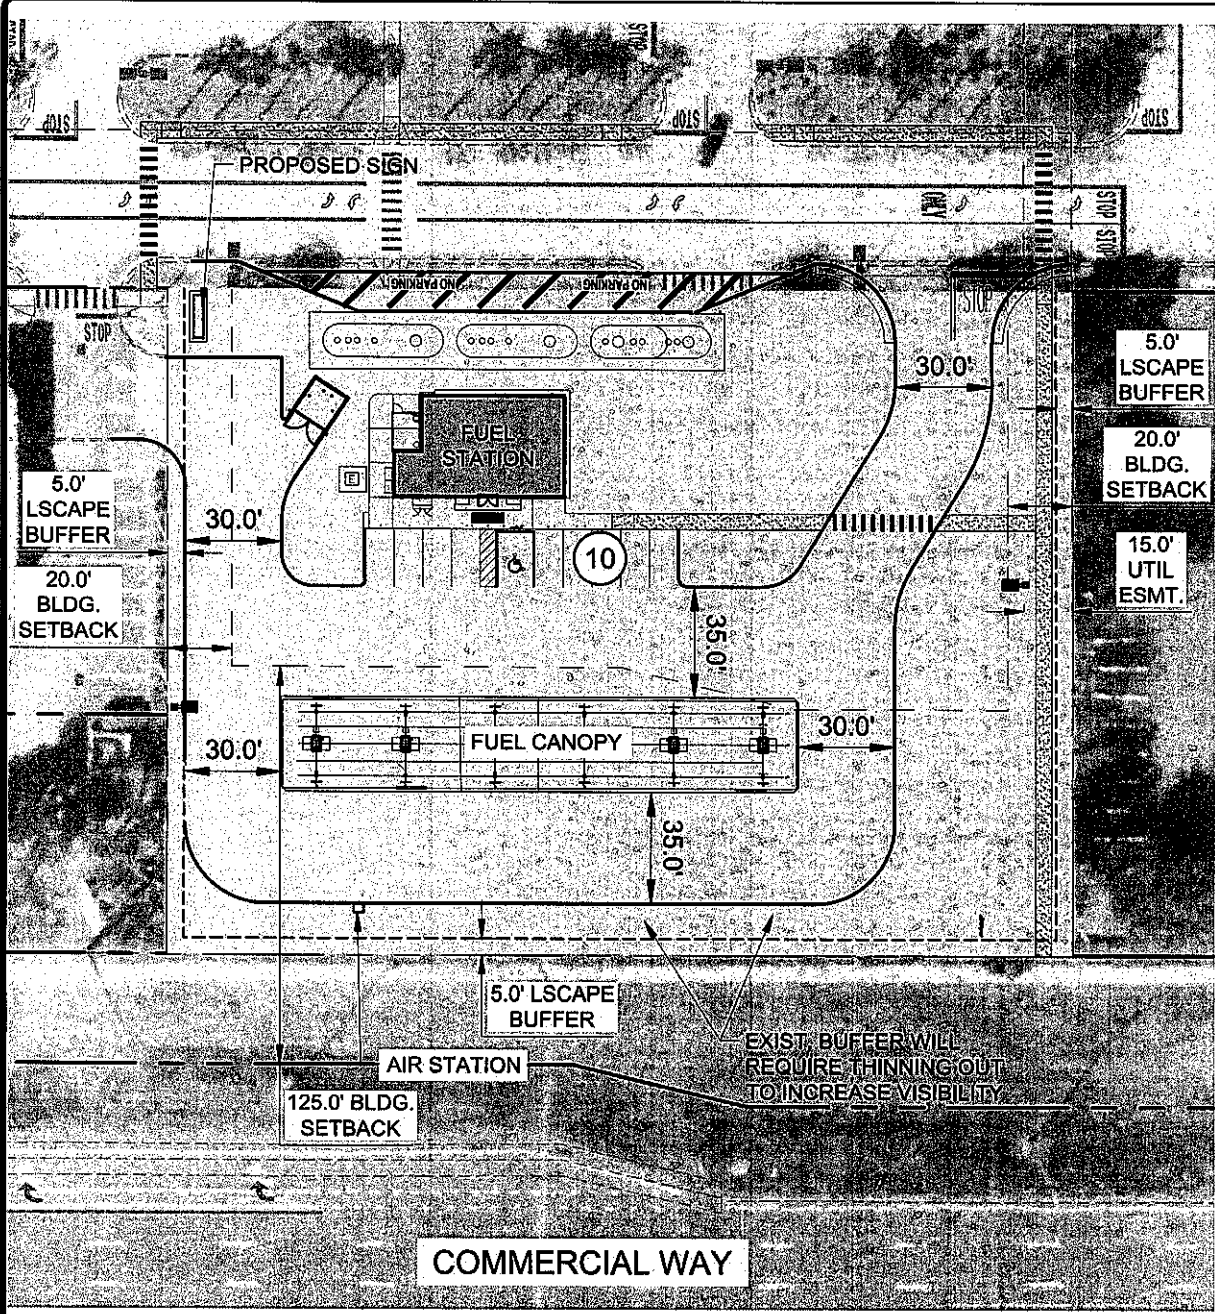 STOP
STOP
STOP
STOP
PROPOSED SIGN
ONLY
STOP
STOP
NO PARKING
NO PARKING
STOP
STOP
30.0'
5.0'
LSCAPE
BUFFER
FUEL
STATION
20.0'
BLDG.
SETBACK
5.0'
LSCAPE
BUFFER
30.0'
10
15.0'
UTIL
ESMT.
20.0'
BLDG.
SETBACK
35.0'
30.0'
FUEL CANOPY
30.0'
35.0'
5.0' LSCAPE
BUFFER
EXIST. BUFFER WILL
REQUIRE THINNING OUT
TO INCREASE VISIBILITY
AIR STATION
125.0' BLDG.
SETBACK
COMMERCIAL WAY